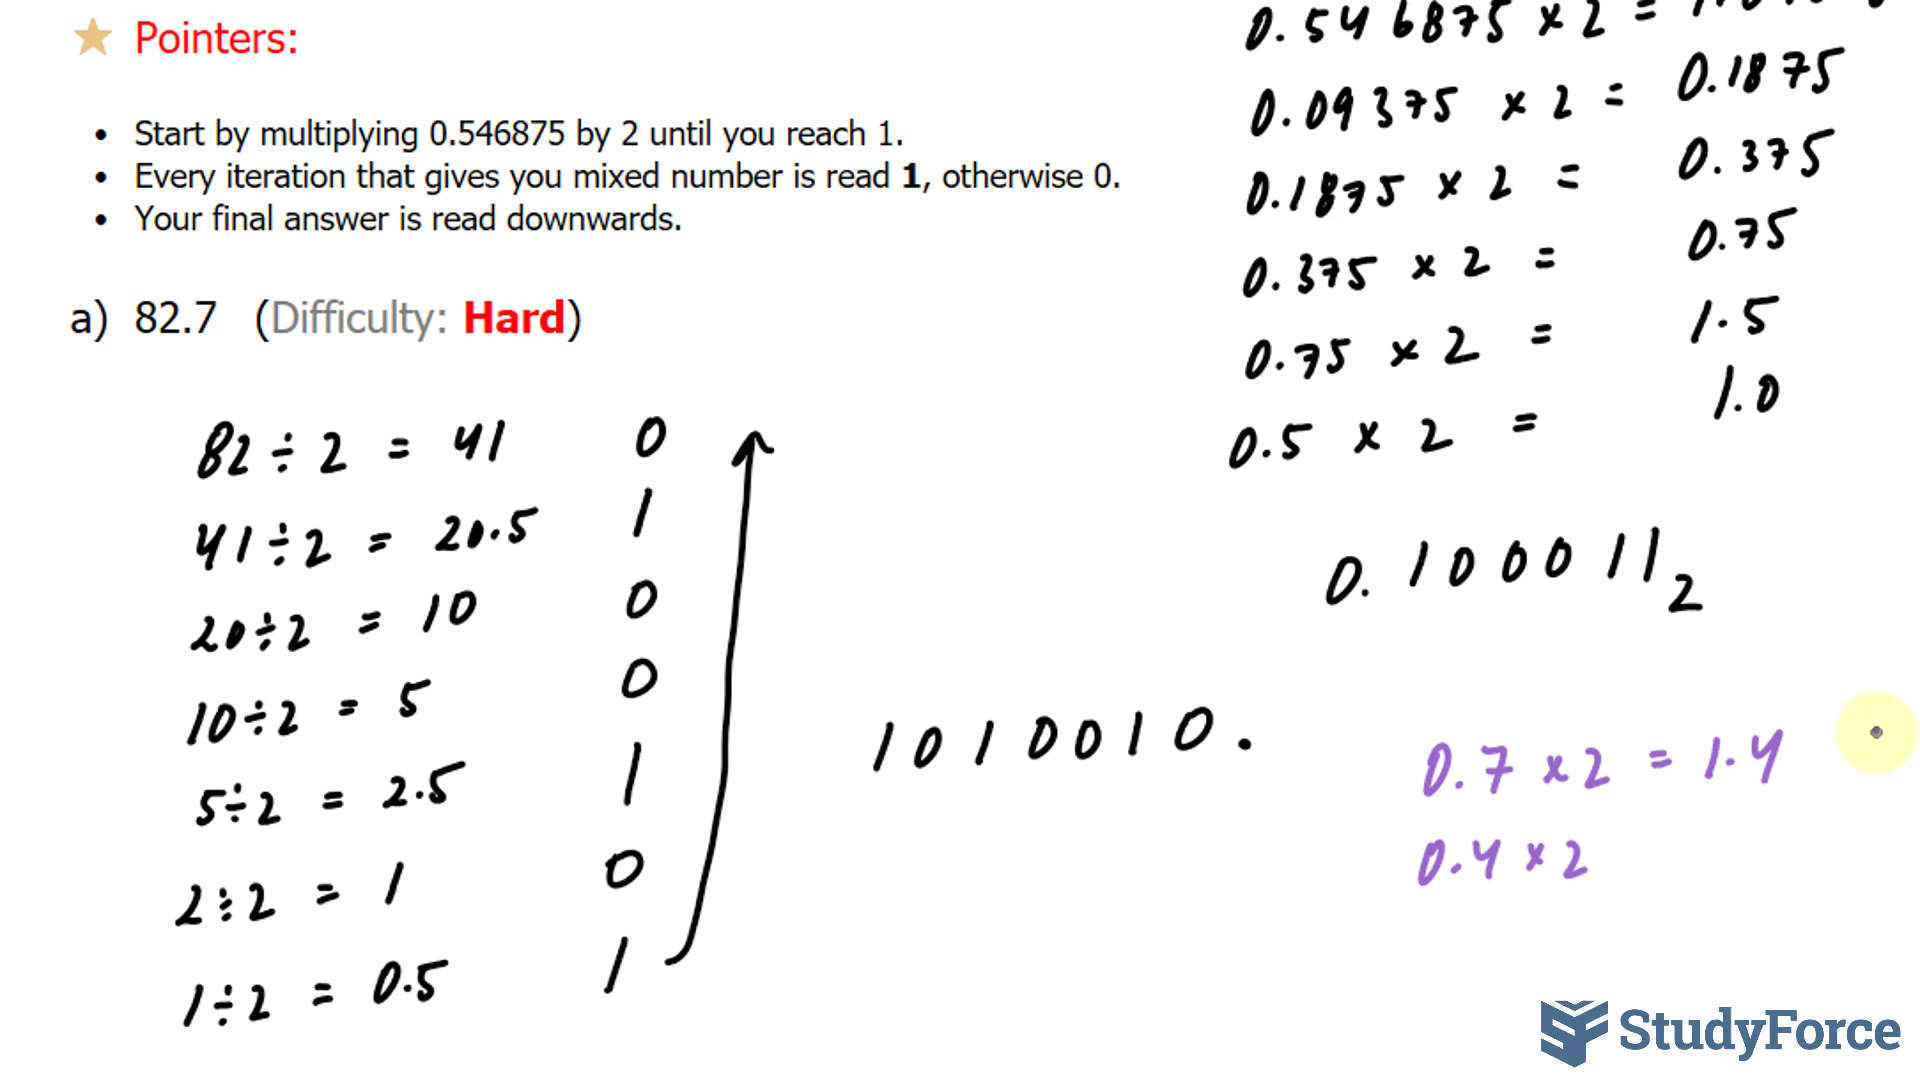 Pointers:
• Start by multiplying 0.546875 by 2 until you reach 1.
• Every iteration that gives you mixed number is read 1, otherwise 0.
• Your final answer is read downwards.
a) 82.7 (Difficulty: Hard)
82 ÷ 2 = 41 0
41 ÷ 2 = 20.5 1
20 ÷ 2 = 10 0
10 ÷ 2 = 5 0
5 ÷ 2 = 2.5 1
2 ÷ 2 = 1 0
1 ÷ 2 = 0.5 1
1010010.
0.546875 × 2 =
0.09375 × 2 = 0.1875
0.1875 × 2 = 0.375
0.375 × 2 = 0.75
0.75 × 2 = 1.5
0.5 × 2 = 1.0
0.100011₂
0.7 × 2 = 1.4
0.4 × 2
StudyForce